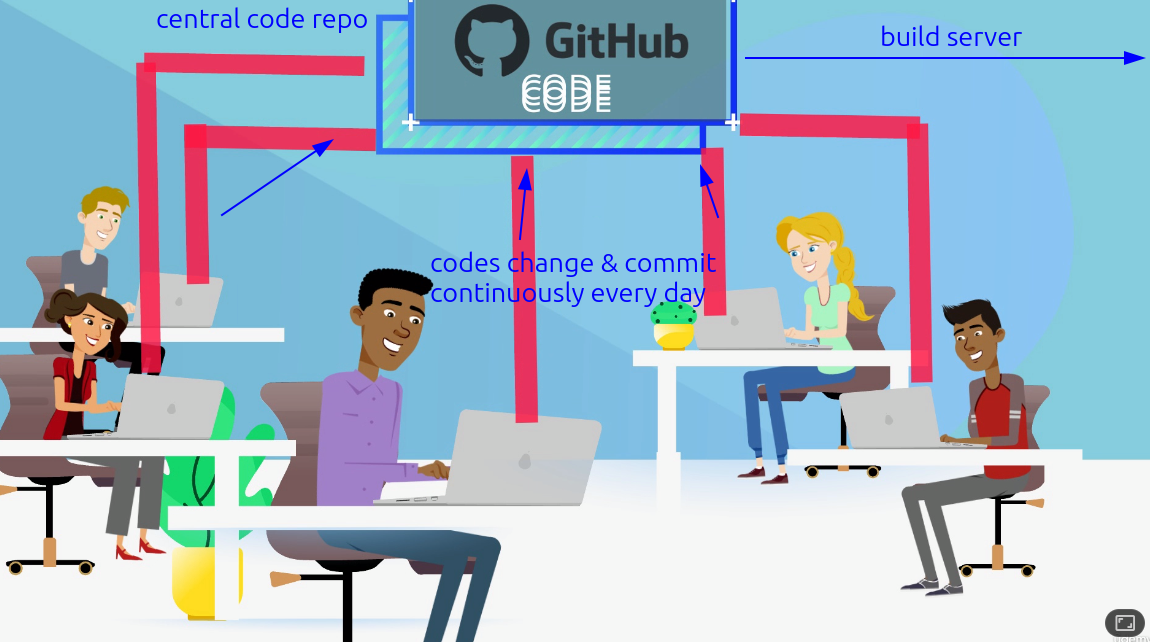 central code repo
GitHub
build server
CODE
codes change & commit
continuously every day